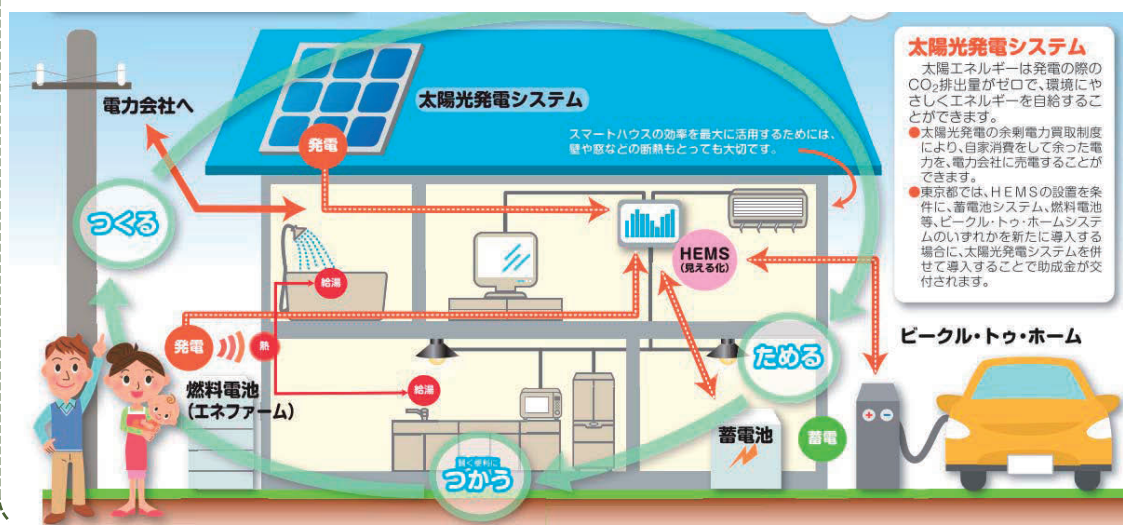 電力会社へ
太陽光発電システム
発電
スマートハウスの効率を最大に活用するためには、
壁や窓などの断熱もとっても大切です。
つくる
HEMS
(見える化)
給湯
発電
熱
給湯
燃料電池
(エネファーム)
ためる
蓄電池
蓄電
賢く便利に
つかう
ビークル・トゥ・ホーム
太陽光発電システム
太陽エネルギーは発電の際の
CO₂排出量がゼロで、環境にや
さしくエネルギーを自給するこ
とができます。
●太陽光発電の余剰電力買取制度
により、自家消費をして余った電
力を、電力会社に売電することが
できます。
●東京都では、HEMSの設置を条
件に、蓄電池システム、燃料電池
等、ビークル・トゥ・ホームシステ
ムのいずれかを新たに導入する
場合に、太陽光発電システムを併
せて導入することで助成金が交
付されます。